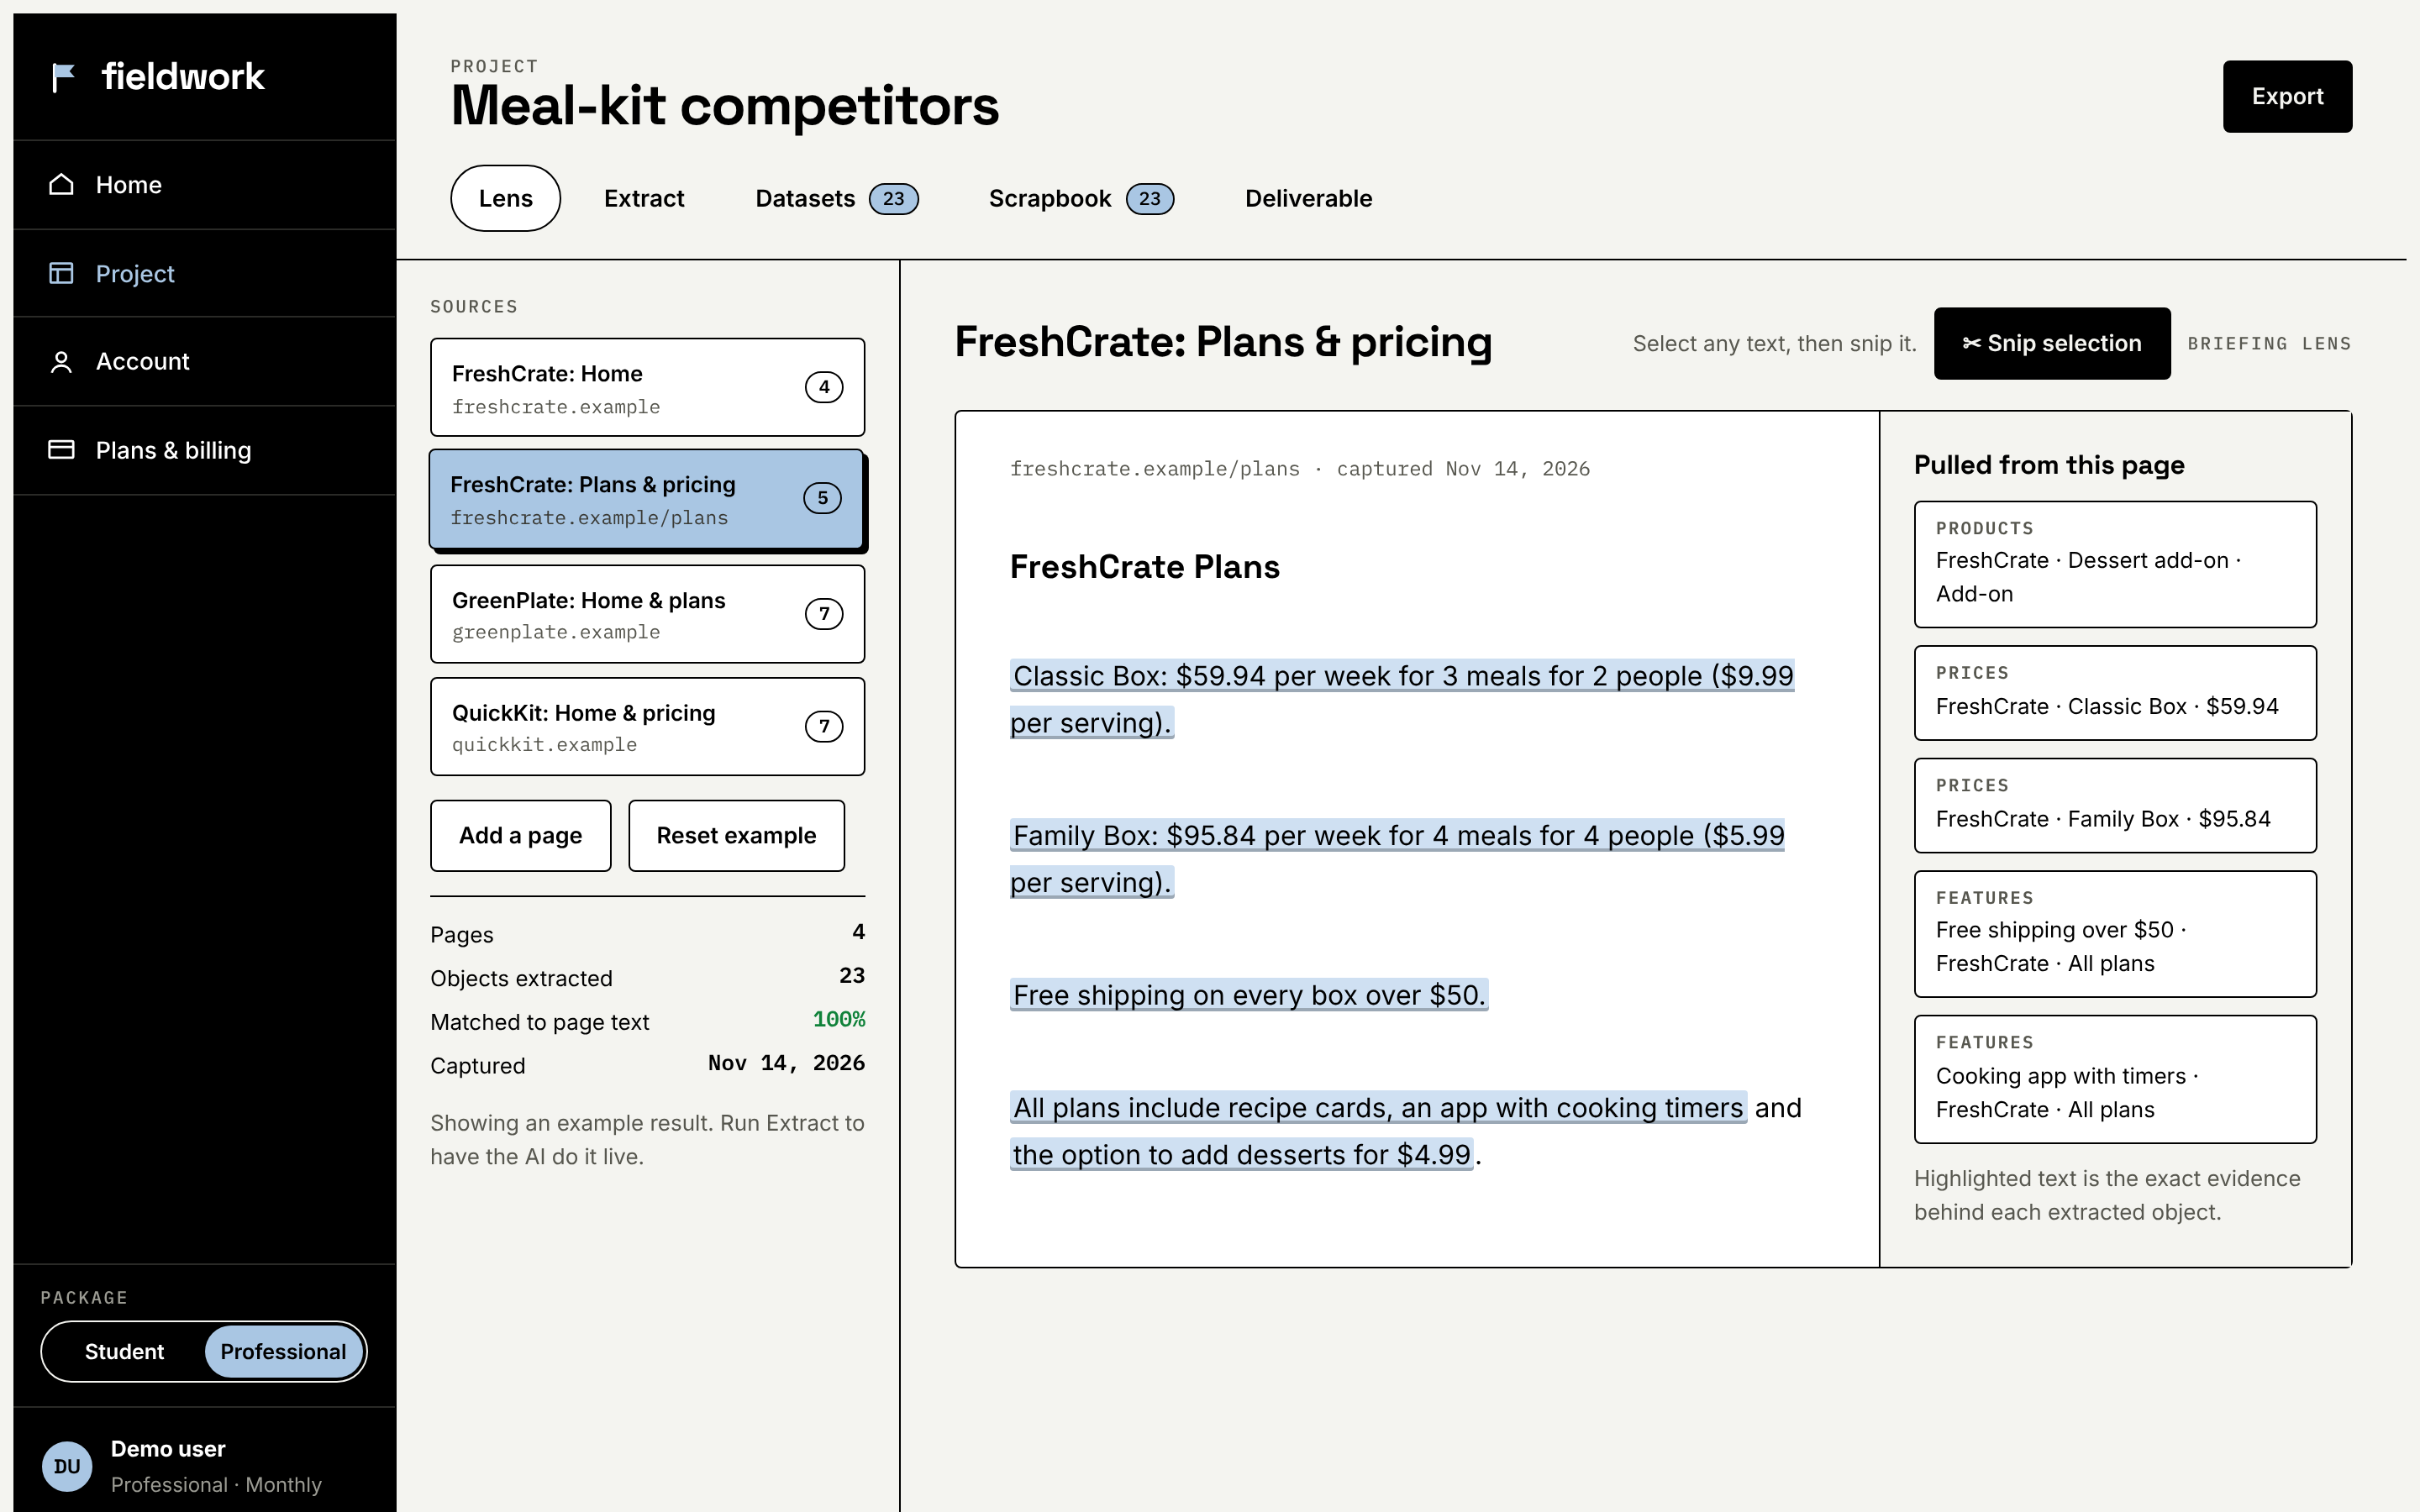 fieldwork
Home
Project
Account
Plans & billing
PACKAGE
Student
Professional
DU
Demo user
Professional · Monthly
PROJECT
Meal-kit competitors
Export
Lens
Extract
Datasets 23
Scrapbook 23
Deliverable
SOURCES
FreshCrate: Home
freshcrate.example
4
FreshCrate: Plans & pricing
freshcrate.example/plans
5
GreenPlate: Home & plans
greenplate.example
7
QuickKit: Home & pricing
quickkit.example
7
Add a page
Reset example
Pages 4
Objects extracted 23
Matched to page text 100%
Captured Nov 14, 2026
Showing an example result. Run Extract to
have the AI do it live.
FreshCrate: Plans & pricing
Select any text, then snip it.
✂ Snip selection
BRIEFING LENS
freshcrate.example/plans · captured Nov 14, 2026
FreshCrate Plans
Classic Box: $59.94 per week for 3 meals for 2 people ($9.99
per serving).
Family Box: $95.84 per week for 4 meals for 4 people ($5.99
per serving).
Free shipping on every box over $50.
All plans include recipe cards, an app with cooking timers and
the option to add desserts for $4.99.
Pulled from this page
PRODUCTS
FreshCrate · Dessert add-on ·
Add-on
PRICES
FreshCrate · Classic Box · $59.94
PRICES
FreshCrate · Family Box · $95.84
FEATURES
Free shipping over $50 ·
FreshCrate · All plans
FEATURES
Cooking app with timers ·
FreshCrate · All plans
Highlighted text is the exact evidence
behind each extracted object.